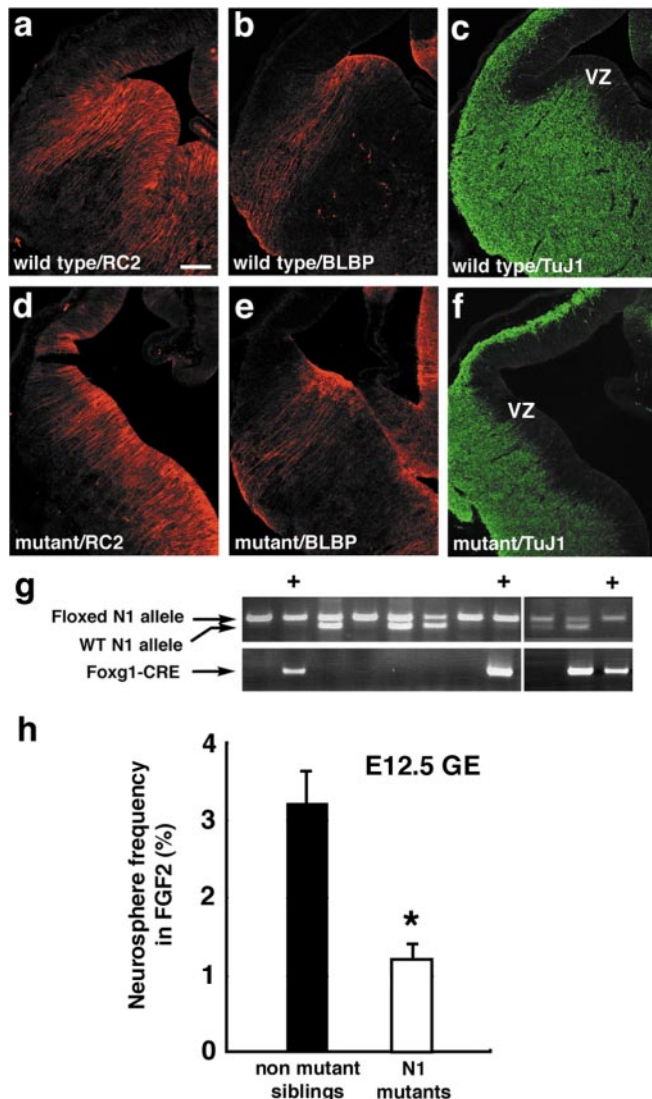 a
b
c
VZ
wild type/RC2
wild type/BLBP
wild type/TuJ1
d
e
f
VZ
mutant/RC2
mutant/BLBP
mutant/TuJ1
g
+ + +
Floxed N1 allele
WT N1 allele
Foxg1-CRE
h
E12.5 GE
Neurosphere frequency
in FGF2 (%)
4
3
2
1
0
*
non mutant
siblings
N1
mutants